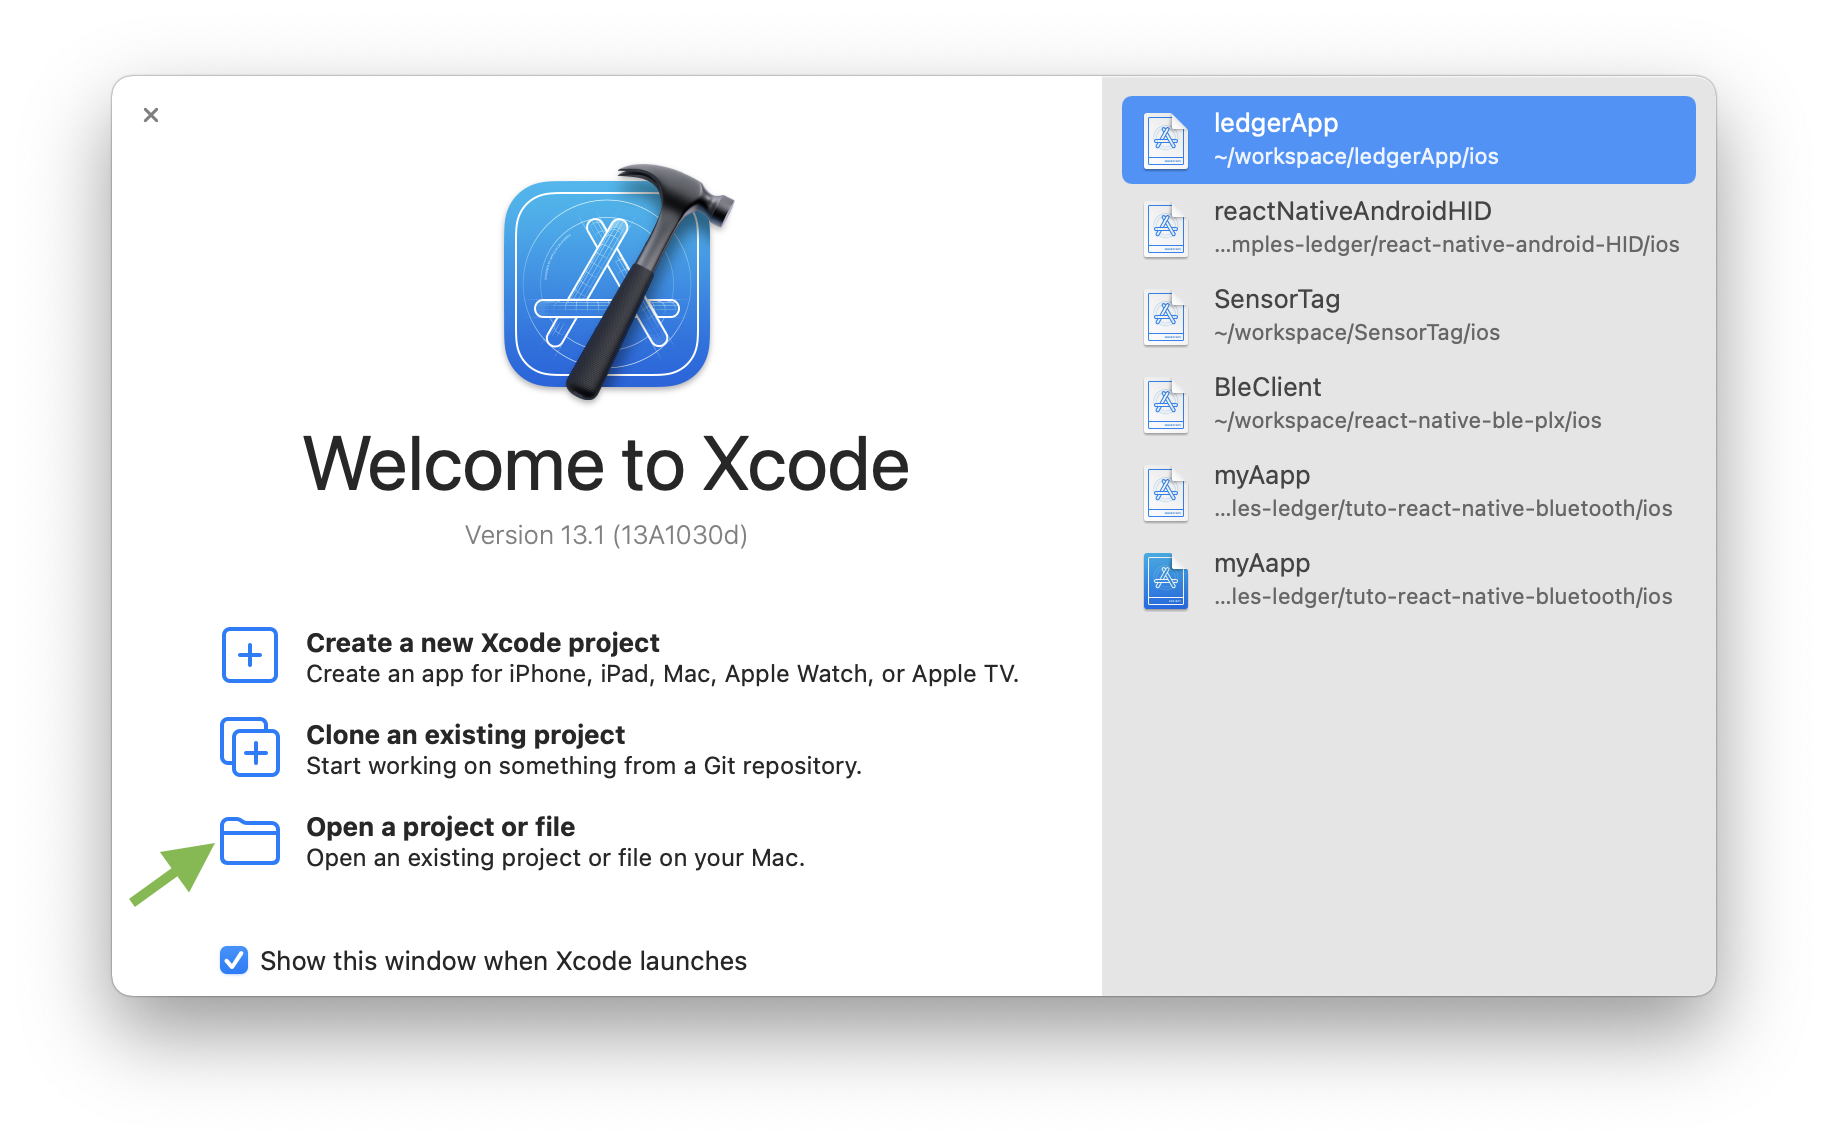 Welcome to Xcode
Version 13.1 (13A1030d)
Create a new Xcode project
Create an app for iPhone, iPad, Mac, Apple Watch, or Apple TV.
Clone an existing project
Start working on something from a Git repository.
Open a project or file
Open an existing project or file on your Mac.
Show this window when Xcode launches
ledgerApp
~/workspace/ledgerApp/ios
reactNativeAndroidHID
...mples-ledger/react-native-android-HID/ios
SensorTag
~/workspace/SensorTag/ios
BleClient
~/workspace/react-native-ble-plx/ios
myAapp
...les-ledger/tuto-react-native-bluetooth/ios
myAapp
...les-ledger/tuto-react-native-bluetooth/ios